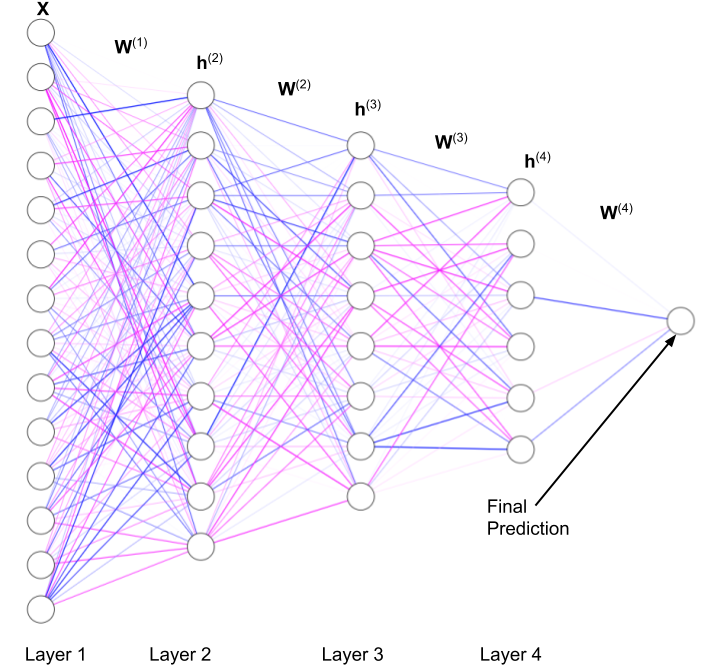 X
W(1)
h(2)
W(2)
h(3)
W(3)
h(4)
W(4)
Final
Prediction
Layer 1
Layer 2
Layer 3
Layer 4